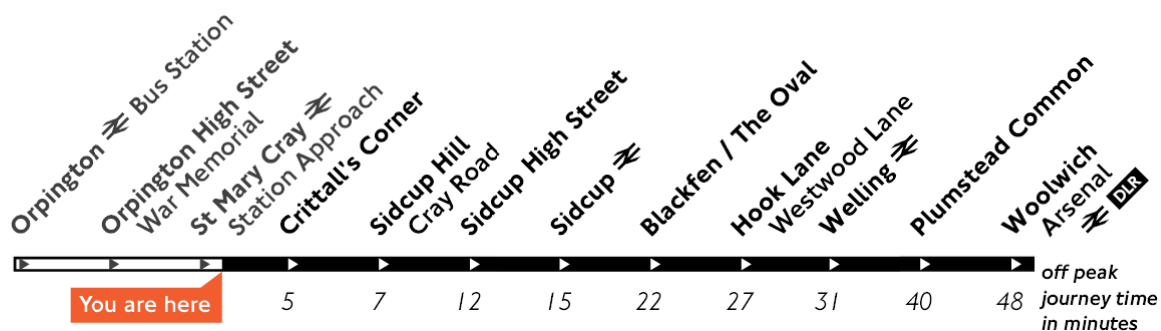 Orpington Bus Station
Orpington High Street
War Memorial
St Mary Cray
Station Approach
Crittall's Corner
Sidcup Hill
Cray Road
Sidcup High Street
Sidcup
Blackfen / The Oval
Hook Lane
Westwood Lane
Welling
Plumstead Common
Woolwich
Arsenal
DLR
You are here
5 7 12 15 22 27 31 40 48
off peak
journey time
in minutes